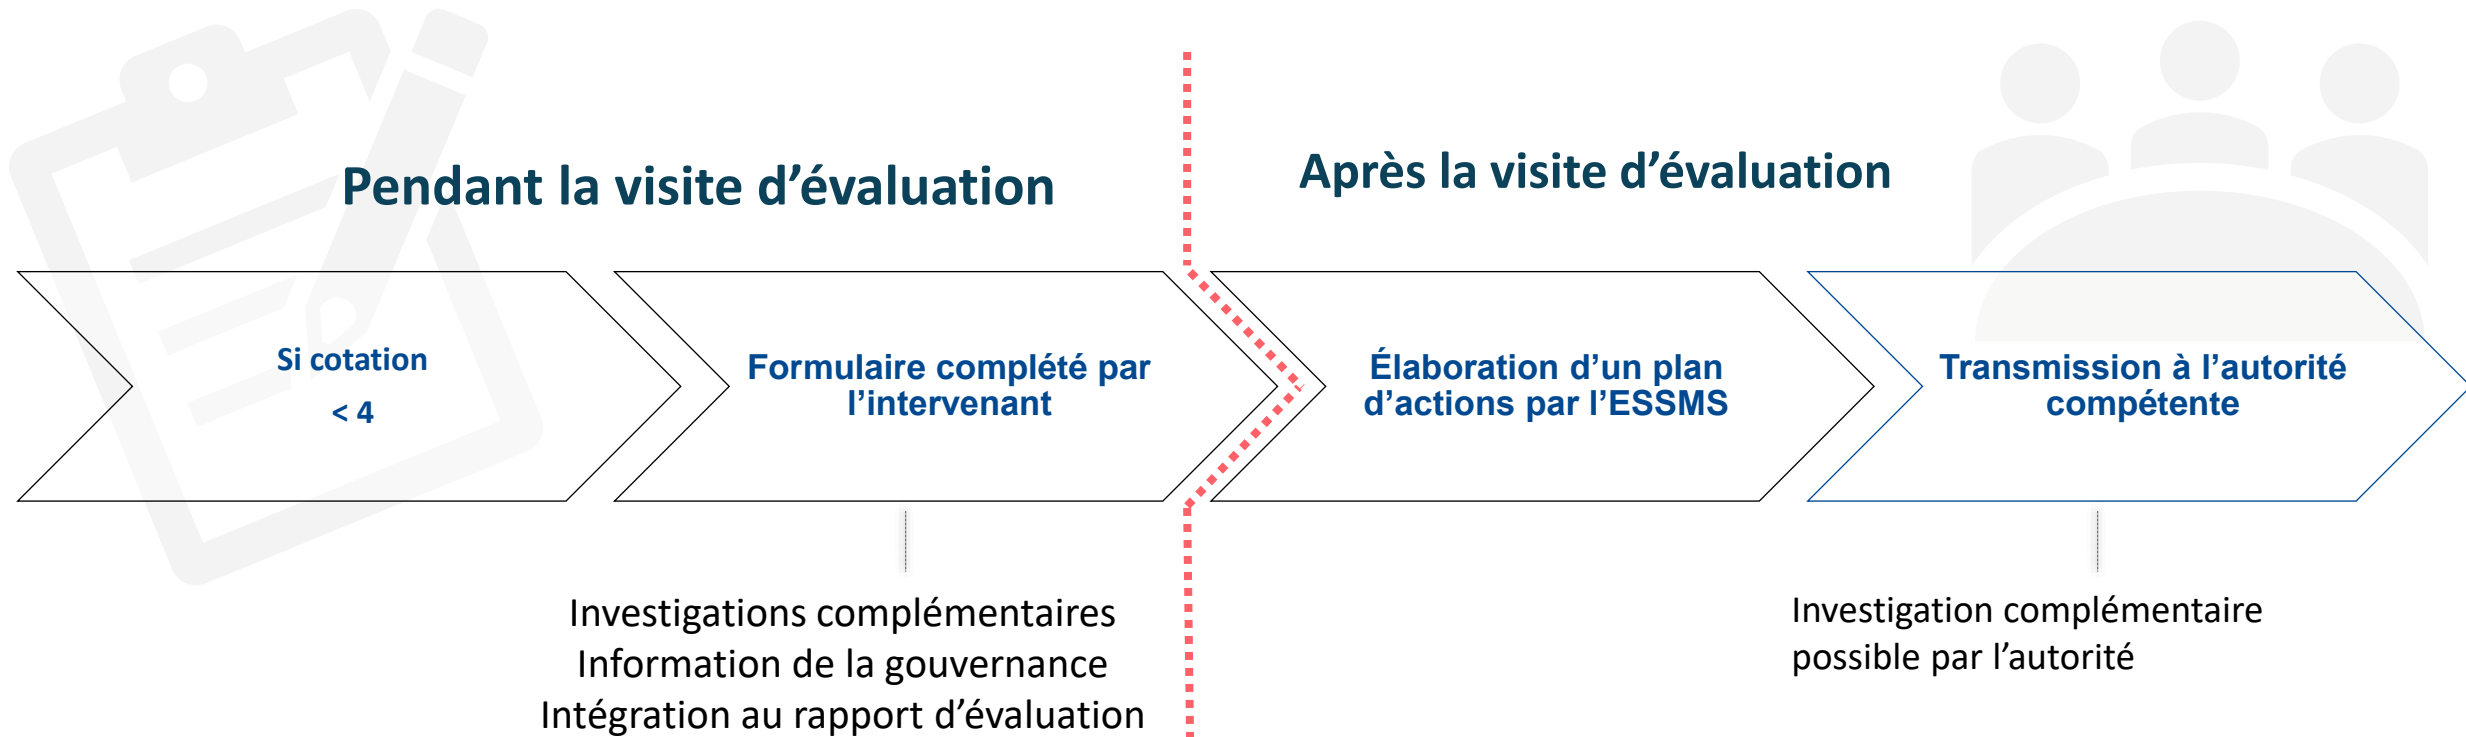 Pendant la visite d’évaluation
Après la visite d’évaluation
Si cotation
< 4
Formulaire complété par
l’intervenant
Élaboration d’un plan
d’actions par l’ESSMS
Transmission à l’autorité
compétente
Investigations complémentaires
Information de la gouvernance
Intégration au rapport d’évaluation
Investigation complémentaire
possible par l’autorité